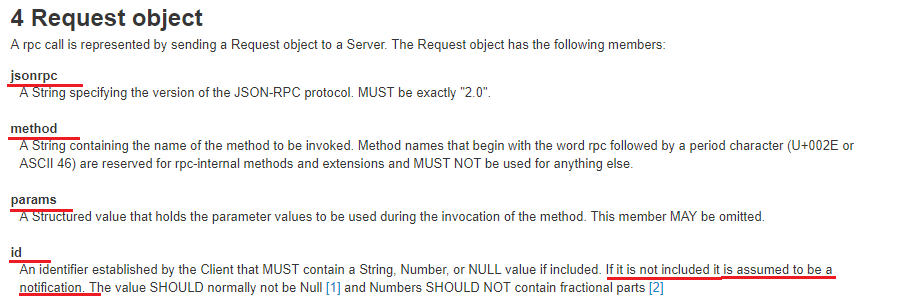 4 Request object
A rpc call is represented by sending a Request object to a Server. The Request object has the following members:
jsonrpc
A String specifying the version of the JSON-RPC protocol. MUST be exactly "2.0".
method
A String containing the name of the method to be invoked. Method names that begin with the word rpc followed by a period character (U+002E or
ASCII 46) are reserved for rpc-internal methods and extensions and MUST NOT be used for anything else.
params
A Structured value that holds the parameter values to be used during the invocation of the method. This member MAY be omitted.
id
An identifier established by the Client that MUST contain a String, Number, or NULL value if included. If it is not included it is assumed to be a
notification. The value SHOULD normally not be Null [1] and Numbers SHOULD NOT contain fractional parts [2]